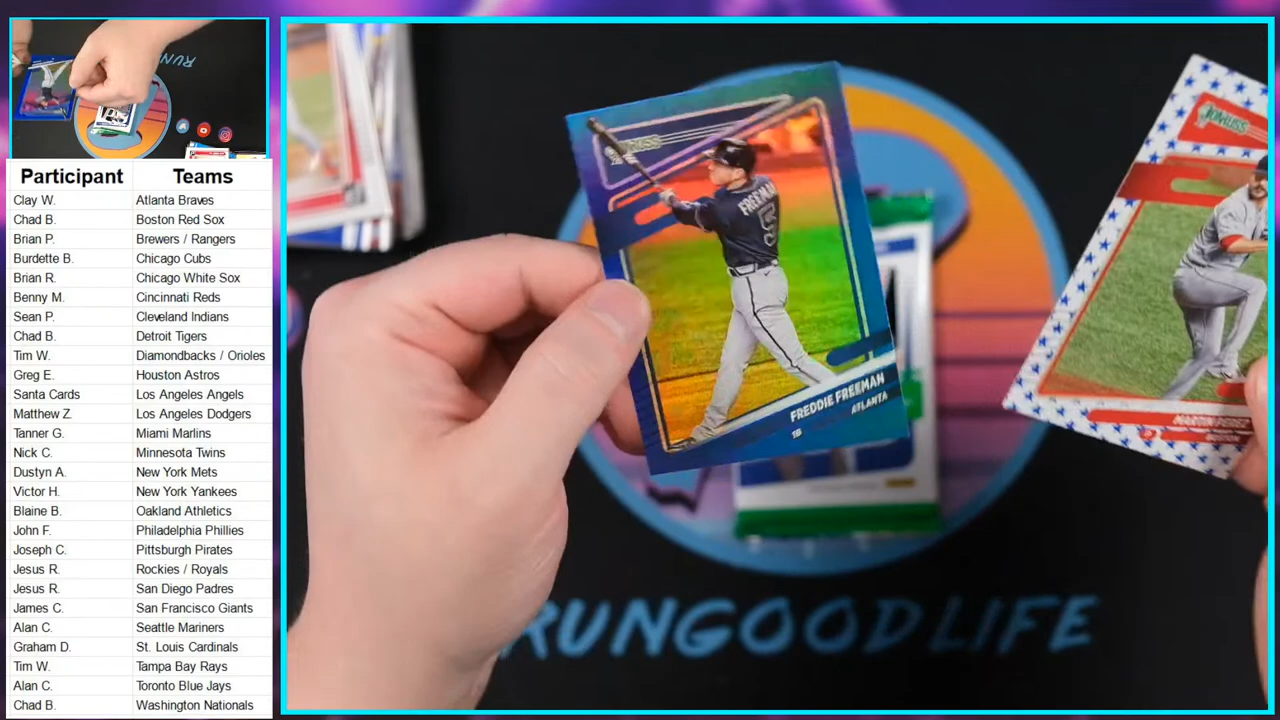 Participant Teams
Clay W. Atlanta Braves
Chad B. Boston Red Sox
Brian P. Brewers / Rangers
Burdette B. Chicago Cubs
Brian R. Chicago White Sox
Benny M. Cincinnati Reds
Sean P. Cleveland Indians
Chad B. Detroit Tigers
Tim W. Diamondbacks / Orioles
Greg E. Houston Astros
Santa Cards Los Angeles Angels
Matthew Z. Los Angeles Dodgers
Tanner G. Miami Marlins
Nick C. Minnesota Twins
Dustyn A. New York Mets
Victor H. New York Yankees
Blaine B. Oakland Athletics
John F. Philadelphia Phillies
Joseph C. Pittsburgh Pirates
Jesus R. Rockies / Royals
Jesus R. San Diego Padres
James C. San Francisco Giants
Alan C. Seattle Mariners
Graham D. St. Louis Cardinals
Tim W. Tampa Bay Rays
Alan C. Toronto Blue Jays
Chad B. Washington Nationals
FREEMAN
5
FREDDIE FREEMAN
ATLANTA
1B
DONRUSS
MARTIN PEREZ
RUNGOODLIFE